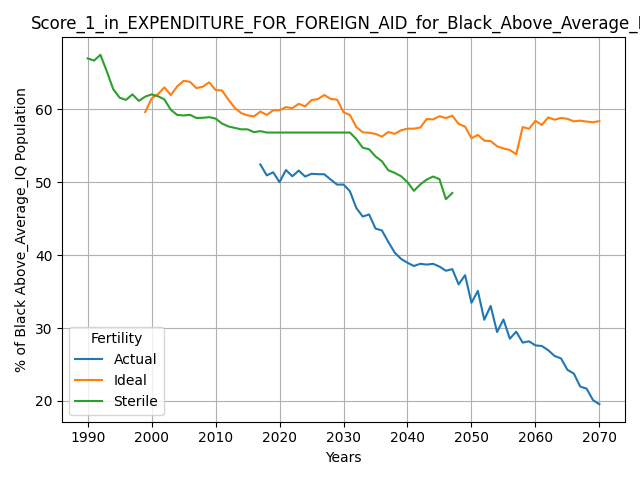 Score_1_in_EXPENDITURE_FOR_FOREIGN_AID_for_Black_Above_Average_
% of Black Above_Average_IQ Population
60
50
40
30
20
Fertility
Actual
Ideal
Sterile
1990 2000 2010 2020 2030 2040 2050 2060 2070
Years